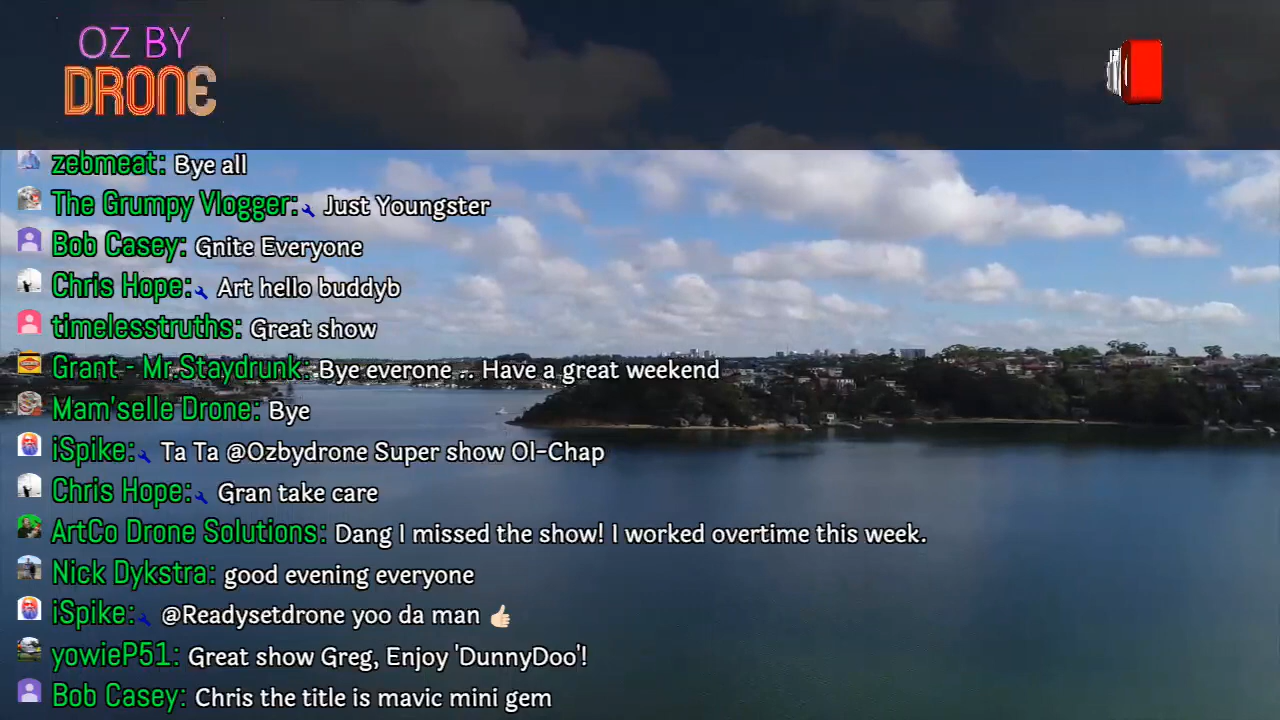 OZ BY
DRONE
zebmeat: Bye all
The Grumpy Vlogger: Just Youngster
Bob Casey: Gnite Everyone
Chris Hope: Art hello buddyb
timelesstruths: Great show
Grant - Mr.Staydrunk: Bye everone .. Have a great weekend
Mam'selle Drone: Bye
iSpike: Ta Ta @Ozbydrone Super show Ol-Chap
Chris Hope: Gran take care
ArtCo Drone Solutions: Dang I missed the show! I worked overtime this week.
Nick Dykstra: good evening everyone
iSpike: @Readysetdrone yoo da man 👍🏻
yowieP51: Great show Greg, Enjoy 'DunnyDoo'!
Bob Casey: Chris the title is mavic mini gem